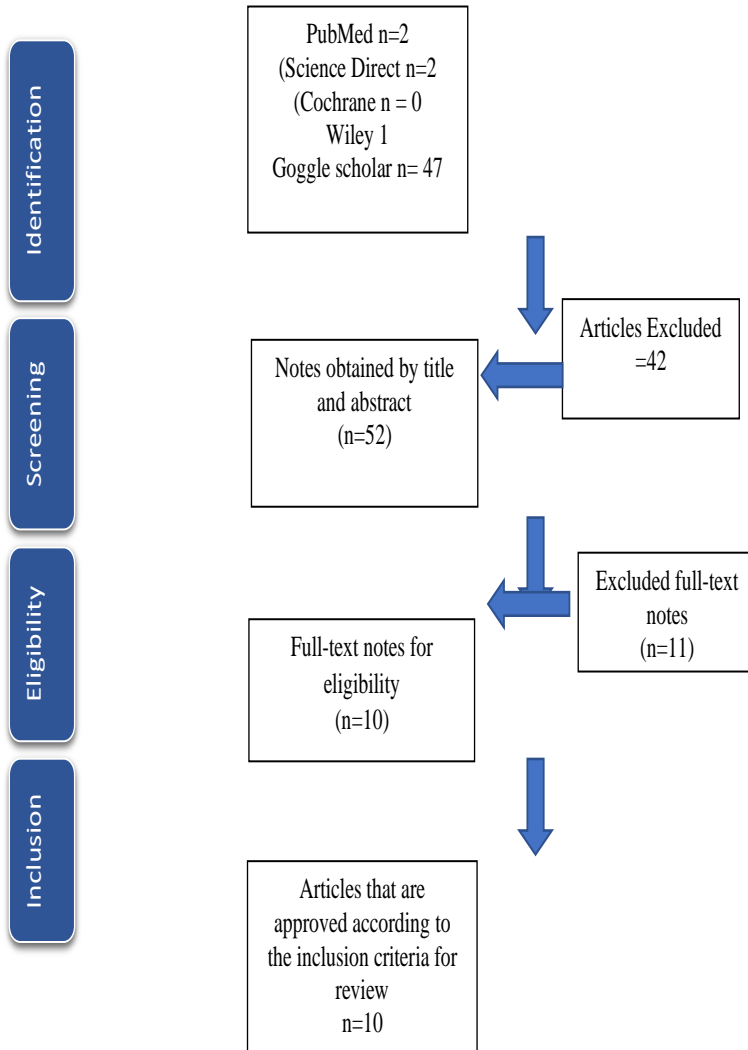 Identification
PubMed n=2
(Science Direct n=2
(Cochrane n = 0
Wiley 1
Goggle scholar n= 47
Screening
Notes obtained by title
and abstract
(n=52)
Articles Excluded
=42
Eligibility
Full-text notes for
eligibility
(n=10)
Excluded full-text
notes
(n=11)
Inclusion
Articles that are
approved according to
the inclusion criteria for
review
n=10